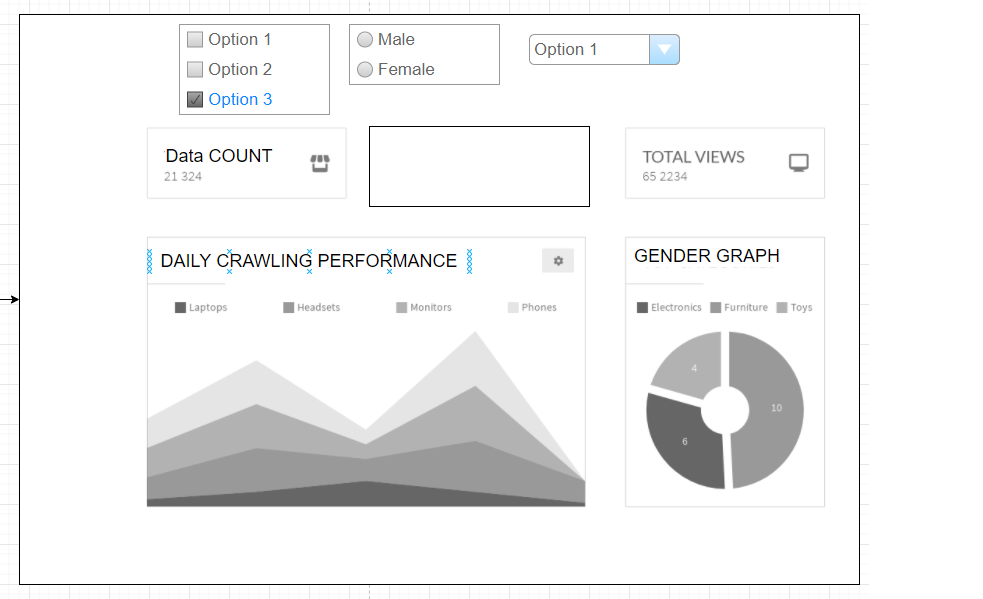 Option 1
Option 2
Option 3
Male
Female
Option 1
Data COUNT
21 324
TOTAL VIEWS
65 2234
DAILY CRAWLING PERFORMANCE
Laptops Headsets Monitors Phones
GENDER GRAPH
Electronics Furniture Toys
4
10
6